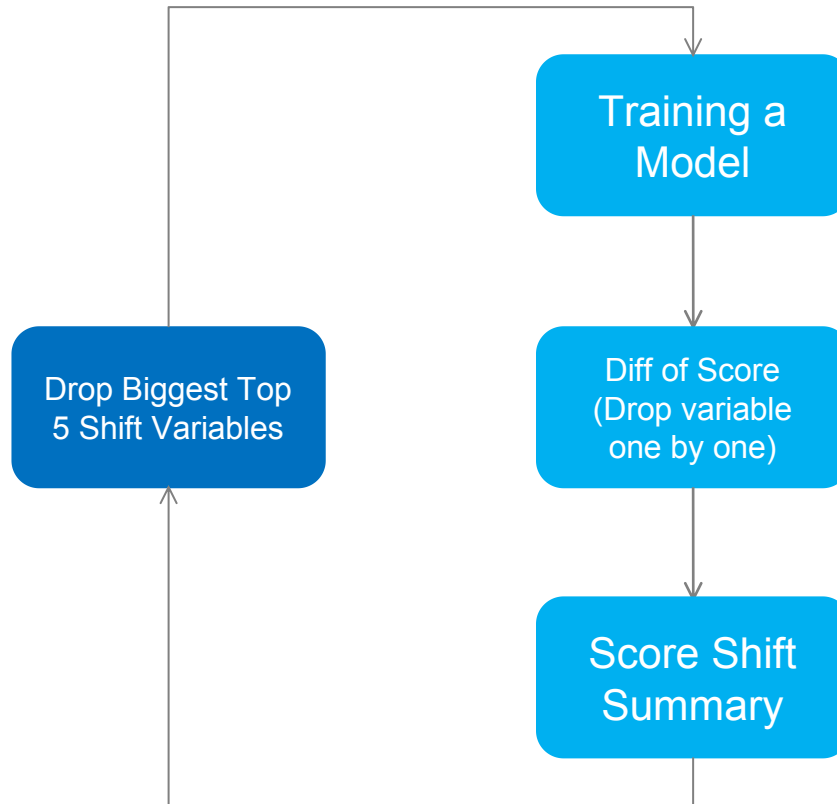 Training a
Model
Drop Biggest Top
5 Shift Variables
Diff of Score
(Drop variable
one by one)
Score Shift
Summary